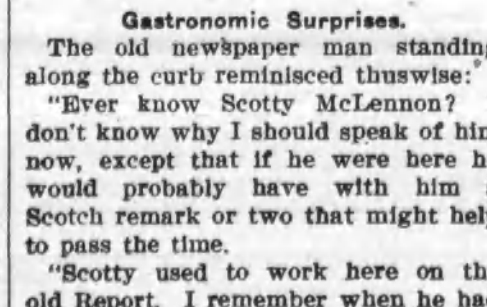 Gastronomic Surprises.
The old newspaper man standing
along the curb reminisced thuswise:
"Ever know Scotty McLennon?
don't know why I should speak of him
now, except that if he were here h
would probably have with him
Scotch remark or two that might help
to pass the time.
"Scotty used to work here on th
old Report. I remember when he ha